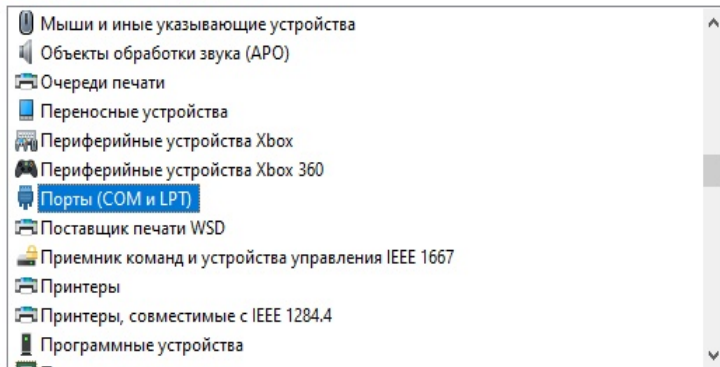 Мыши и иные указывающие устройства
Объекты обработки звука (APO)
Очереди печати
Переносные устройства
Периферийные устройства Xbox
Периферийные устройства Xbox 360
Порты (COM и LPT)
Поставщик печати WSD
Приемник команд и устройства управления IEEE 1667
Принтеры
Принтеры, совместимые с IEEE 1284.4
Программные устройства